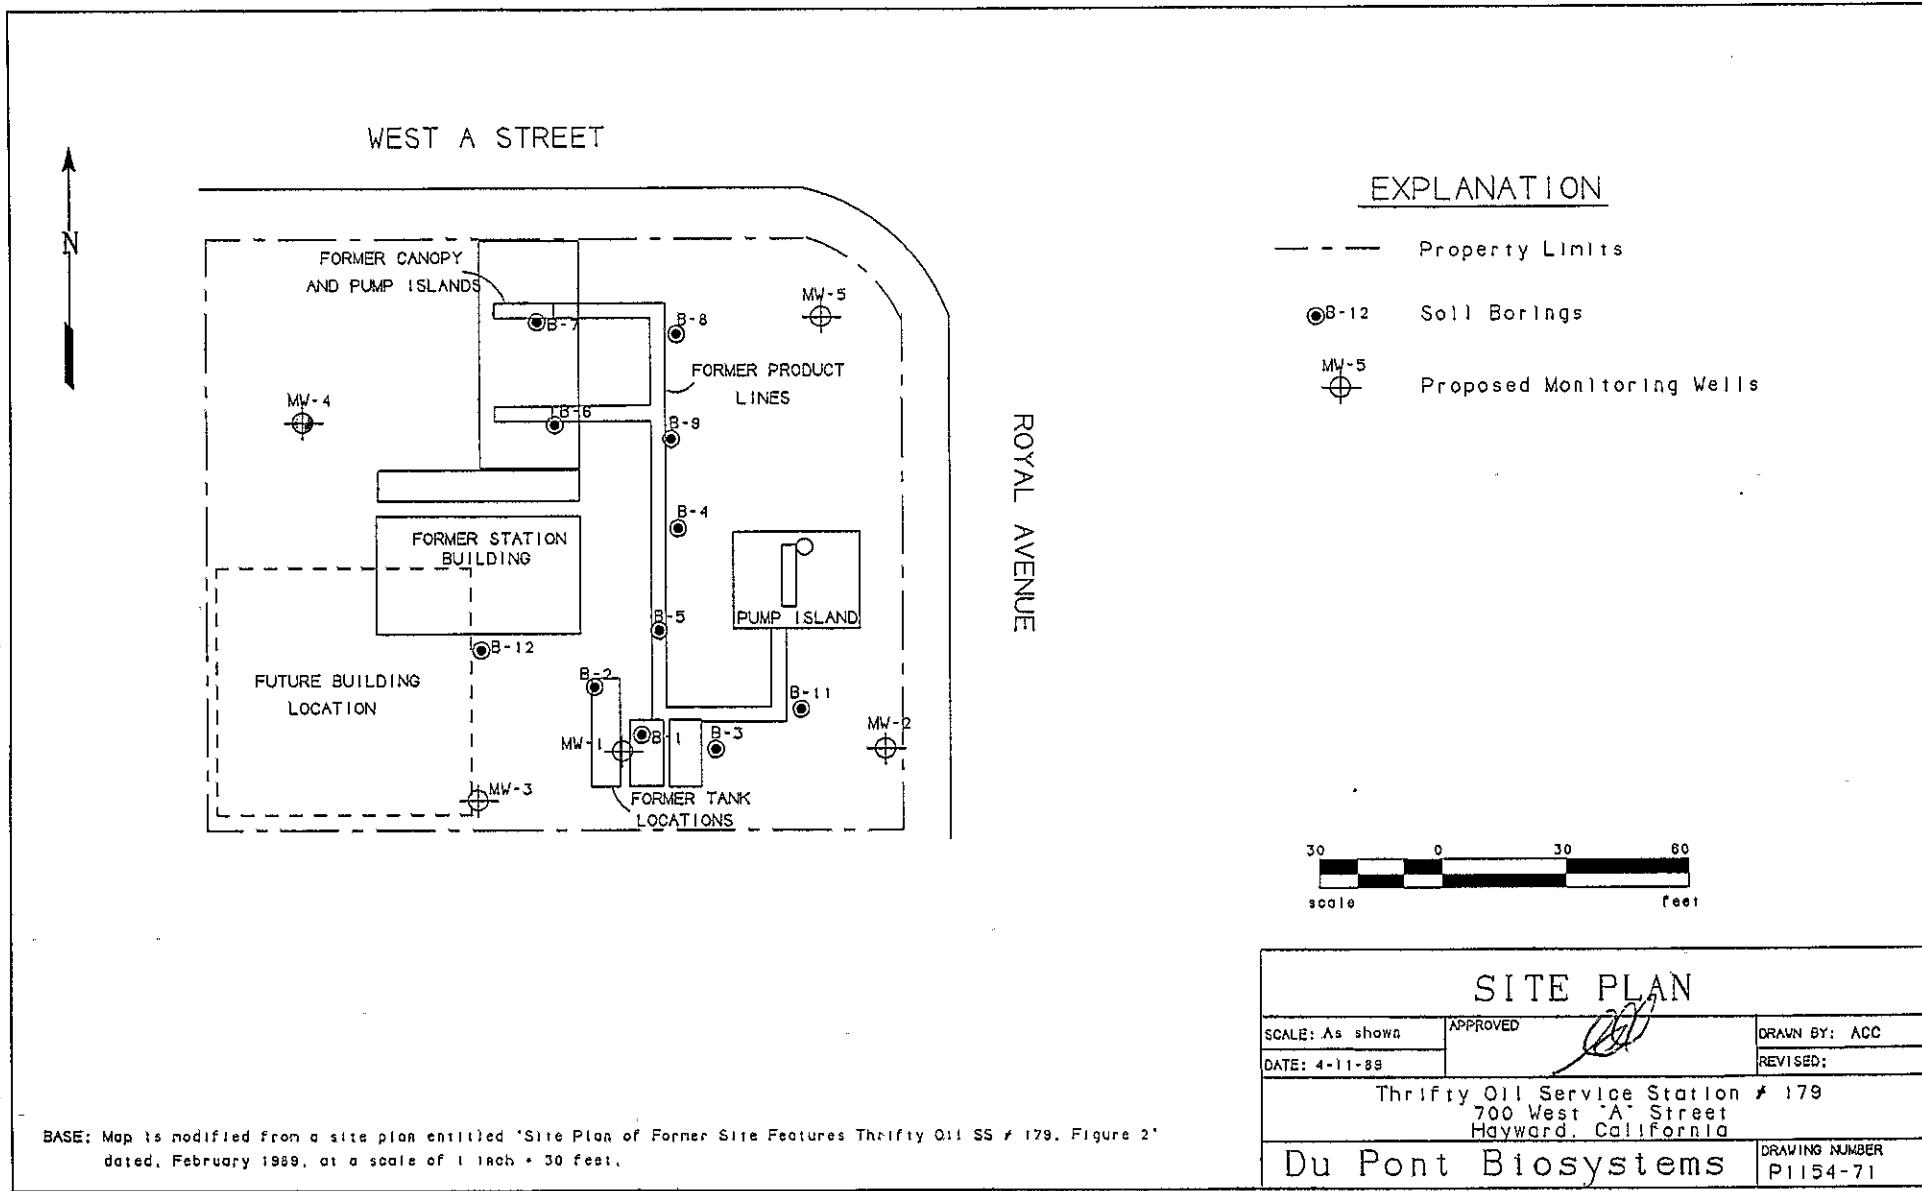 WEST A STREET
N
FORMER CANOPY
AND PUMP ISLANDS
MW-5
B-7
B-8
FORMER PRODUCT
LINES
MW-4
B-6
B-9
ROYAL AVENUE
B-4
FORMER STATION
BUILDING
PUMP ISLAND
B-5
B-12
FUTURE BUILDING
LOCATION
B-2
B-11
MW-2
MW-1
B-1
B-3
MW-3
FORMER TANK
LOCATIONS
EXPLANATION
Property Limits
B-12 Soil Borings
MW-5
Proposed Monitoring Wells
30 0 30 60
scale feet
SITE PLAN
SCALE: As shown
APPROVED
DRAWN BY: ACC
DATE: 4-11-89
REVISED:
Thrifty Oil Service Station # 179
700 West "A" Street
Hayward, California
Du Pont Biosystems
DRAWING NUMBER
P1154-71
BASE: Map is modified from a site plan entitled "Site Plan of Former Site Features Thrifty Oil SS # 179, Figure 2"
dated, February 1989, at a scale of 1 inch = 30 feet.